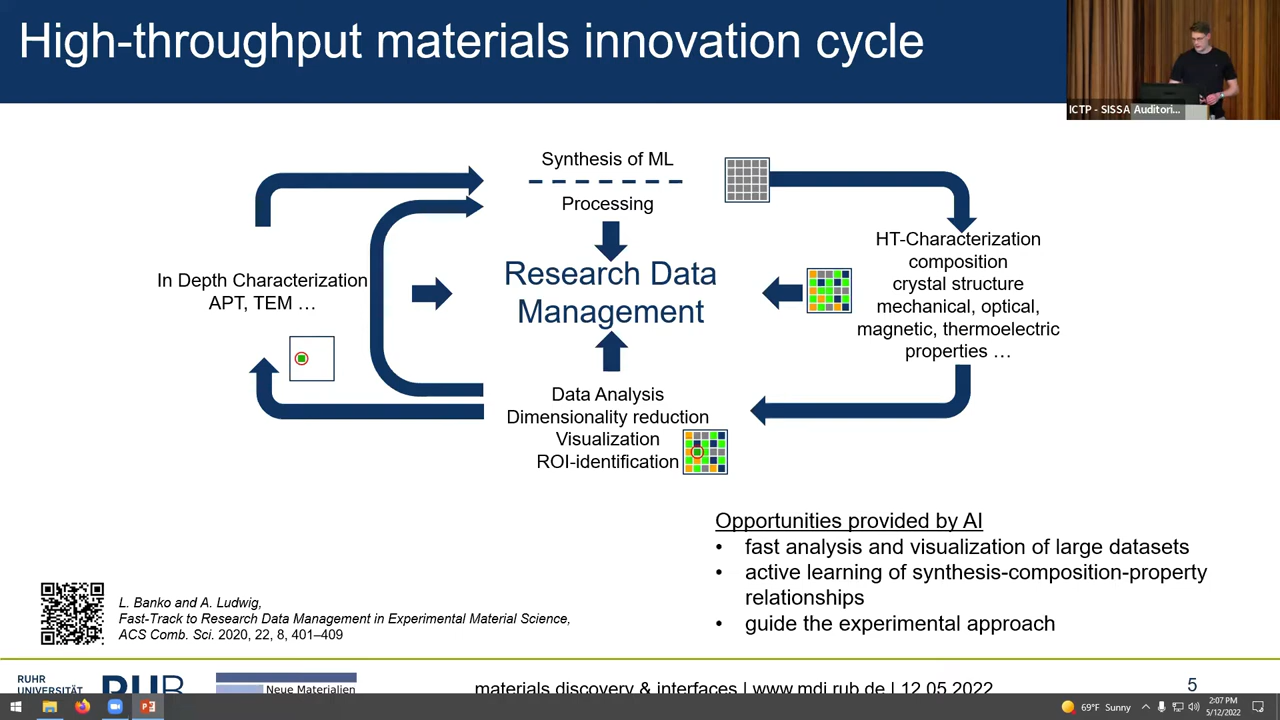 High-throughput materials innovation cycle
ICTP - SISSA Auditori...
Synthesis of ML
Processing
HT-Characterization
composition
crystal structure
mechanical, optical,
magnetic, thermoelectric
properties …
Research Data
Management
In Depth Characterization
APT, TEM …
Data Analysis
Dimensionality reduction
Visualization
ROI-identification
Opportunities provided by AI
• fast analysis and visualization of large datasets
• active learning of synthesis-composition-property
relationships
• guide the experimental approach
L. Banko and A. Ludwig,
Fast-Track to Research Data Management in Experimental Material Science,
ACS Comb. Sci. 2020, 22, 8, 401–409
RUHR
UNIVERSITÄT
RUB
Neue Materialien
materials discovery & interfaces | www.mdi.rub.de | 12.05.2022
5
69°F Sunny
2:07 PM
5/12/2022